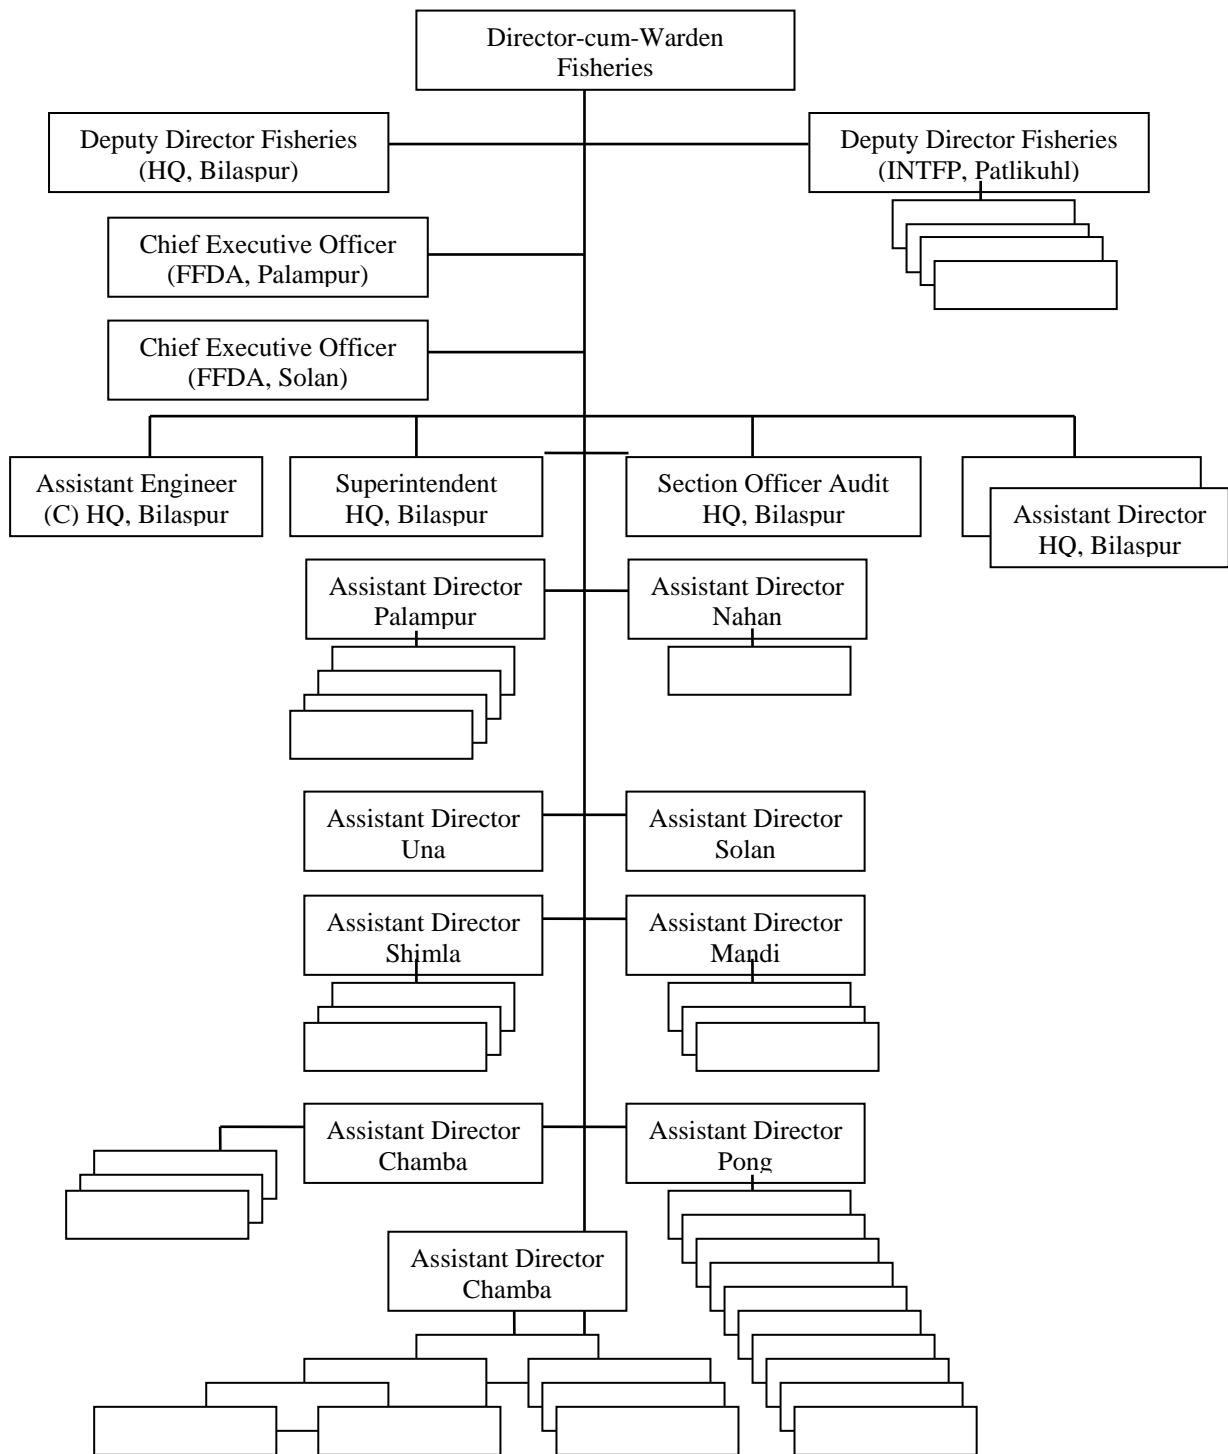 Director-cum-Warden
Fisheries
Deputy Director Fisheries
(HQ, Bilaspur)
Deputy Director Fisheries
(INTFP, Patlikuhl)
Chief Executive Officer
(FFDA, Palampur)
Chief Executive Officer
(FFDA, Solan)
Assistant Engineer
(C) HQ, Bilaspur
Superintendent
HQ, Bilaspur
Section Officer Audit
HQ, Bilaspur
Assistant Director
HQ, Bilaspur
Assistant Director
Palampur
Assistant Director
Nahan
Assistant Director
Una
Assistant Director
Solan
Assistant Director
Shimla
Assistant Director
Mandi
Assistant Director
Chamba
Assistant Director
Pong
Assistant Director
Chamba